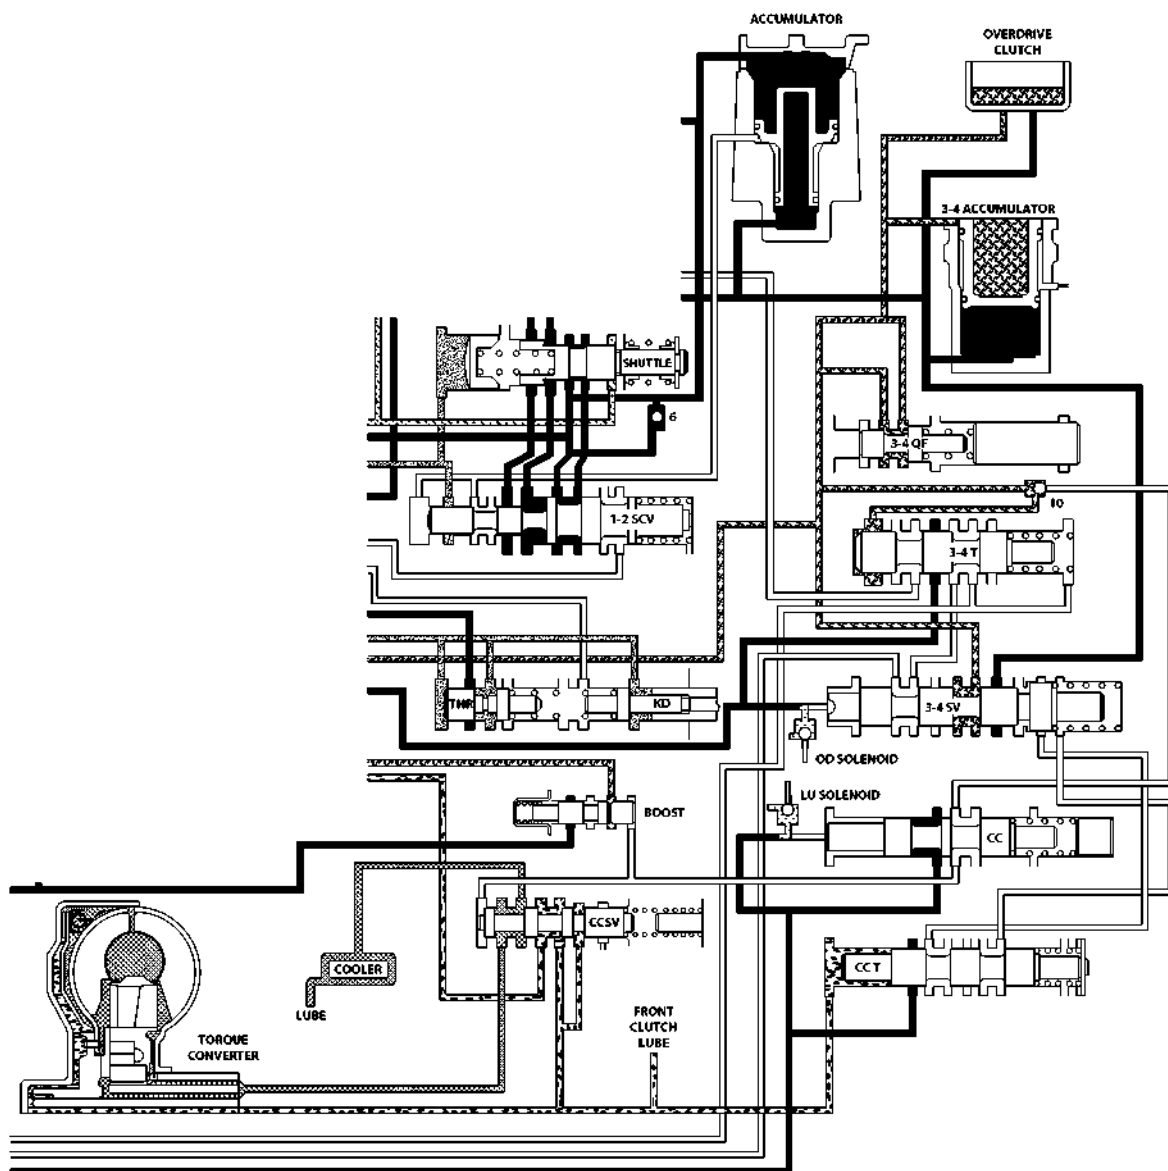 ACCUMULATOR
OVERDRIVE
CLUTCH
3-4 ACCUMULATOR
SHUTTLE
6
3-4 QF
10
1-2 SCV
3-4 T
THR
KD
3-4 SV
OD SOLENOID
LU SOLENOID
BOOST
CC
CCSV
COOLER
CC T
LUBE
FRONT
CLUTCH
LUBE
TORQUE
CONVERTER